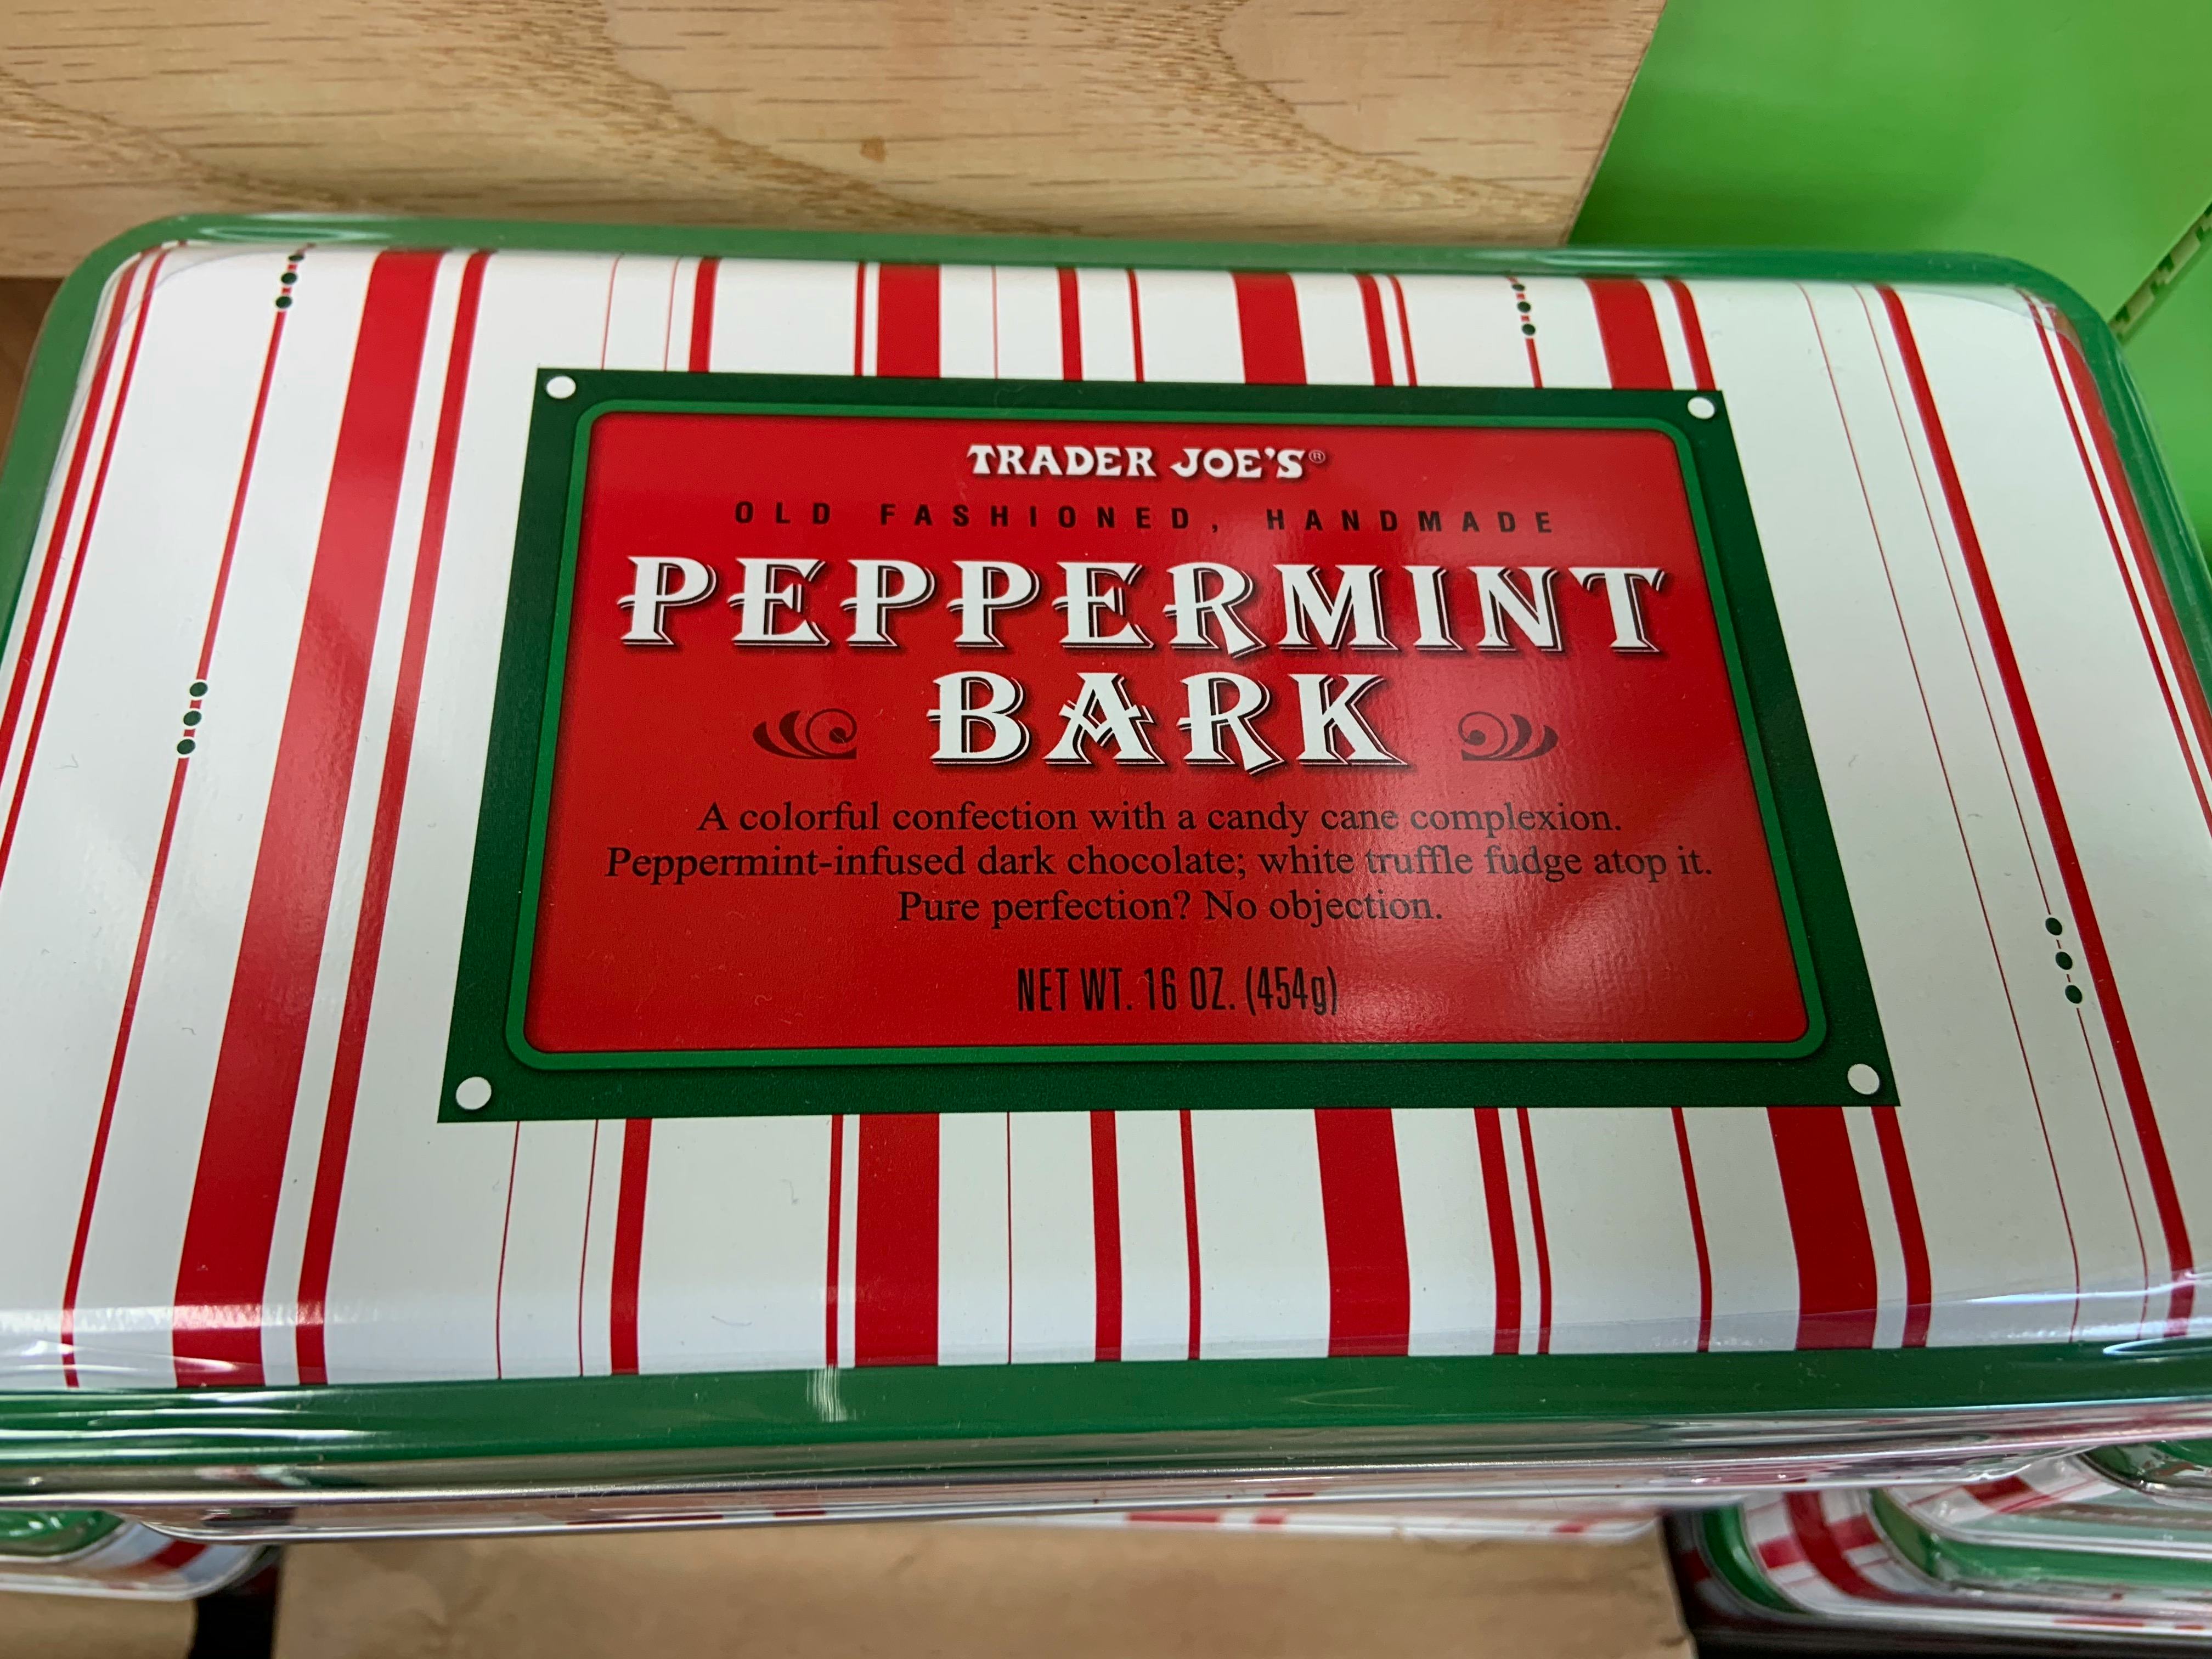 TRADER JOE'S®
OLD FASHIONED, HANDMADE
PEPPERMINT
BARK
A colorful confection with a candy cane complexion.
Peppermint-infused dark chocolate; white truffle fudge atop it.
Pure perfection? No objection.
NET WT. 16 OZ. (454g)